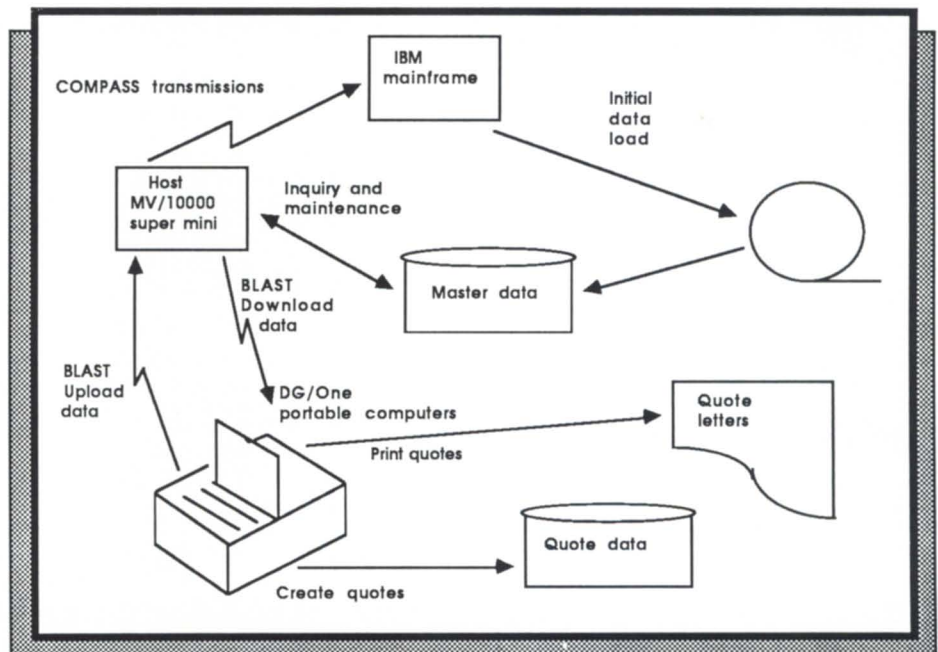 IBM
mainframe
COMPASS transmissions
Initial
data
load
Host
MV/10000
super mini
Inquiry and
maintenance
Master data
BLAST
Download
data
BLAST
Upload
data
DG/One
portable computers
Quote
letters
Print quotes
Quote data
Create quotes